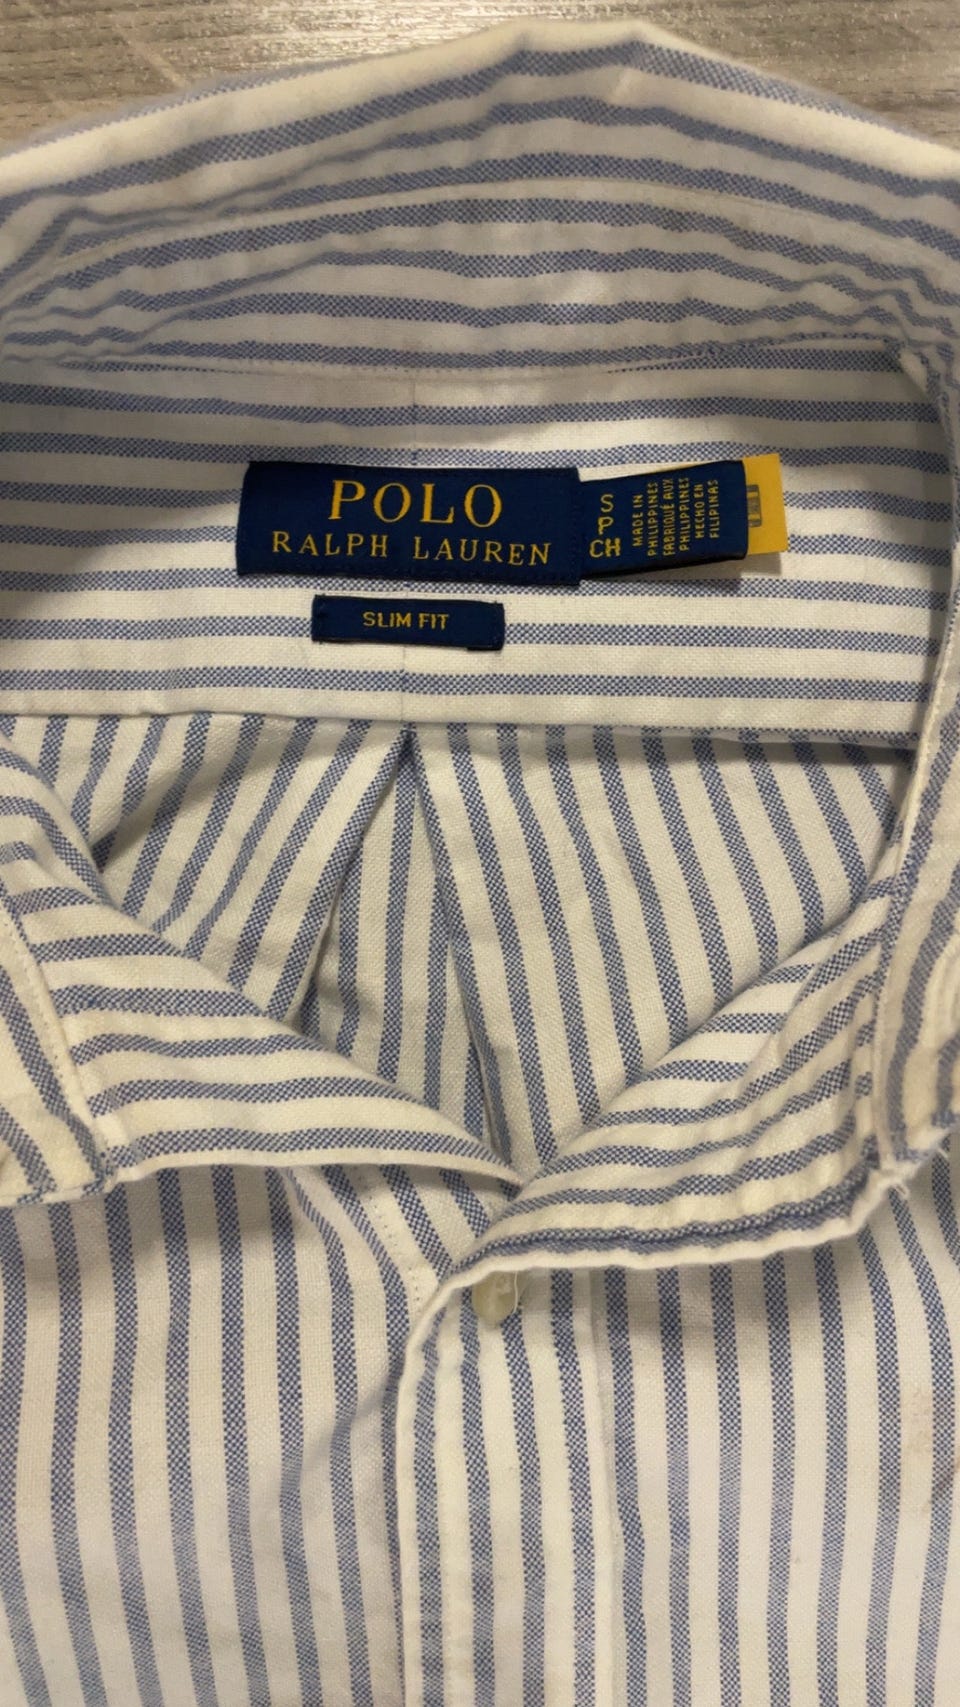 POLO
RALPH LAUREN
SLIM FIT
S
P
CH
MADE IN
PHILIPPINES
FABRIQUÉ AUX
PHILIPPINES
HECHO EN
FILIPINAS